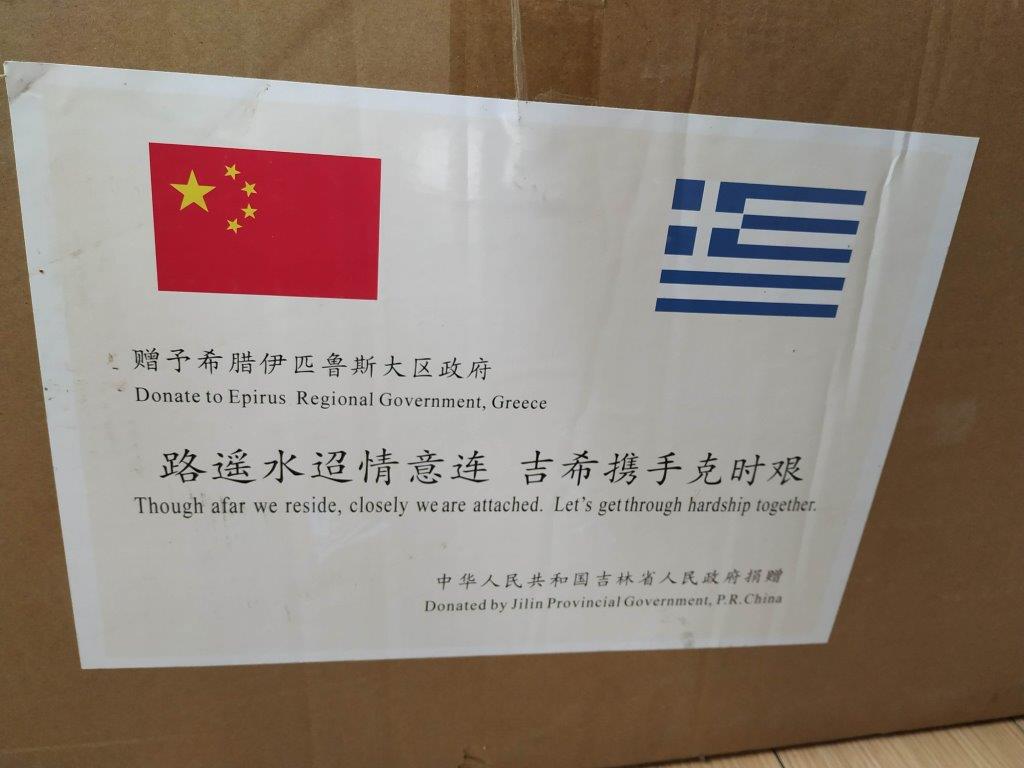 赠予希腊伊匹鲁斯大区政府
Donate to Epirus Regional Government, Greece
路遥水迢情意连 吉希携手克时艰
Though afar we reside, closely we are attached. Let's get through hardship together.
中华人民共和国吉林省人民政府捐赠
Donated by Jilin Provincial Government, P.R.China